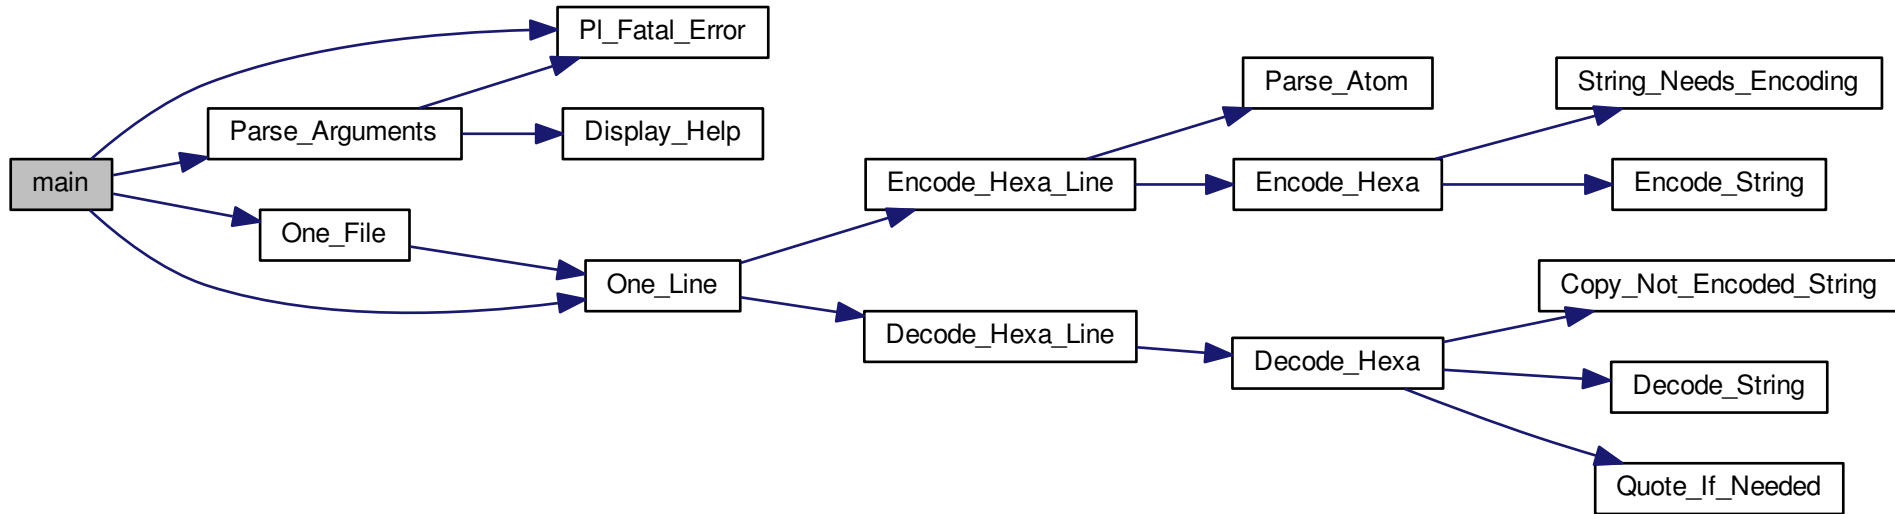 main
Pl_Fatal_Error
Parse_Arguments
Display_Help
One_File
One_Line
Encode_Hexa_Line
Decode_Hexa_Line
Parse_Atom
Encode_Hexa
Decode_Hexa
String_Needs_Encoding
Encode_String
Copy_Not_Encoded_String
Decode_String
Quote_If_Needed